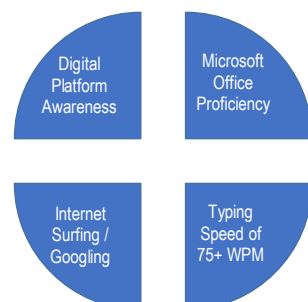 Digital
Platform
Awareness
Microsoft
Office
Proficiency
Internet
Surfing /
Googling
Typing
Speed of
75+ WPM